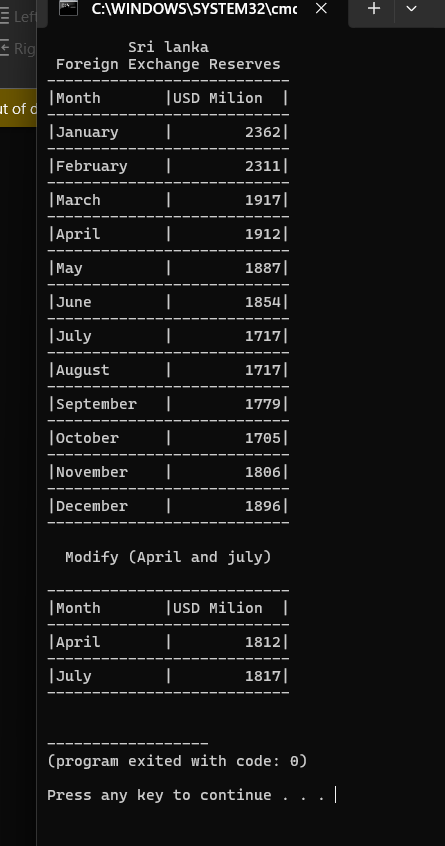 Left
C:\WINDOWS\SYSTEM32\cmc
Rig
ut of d
Sri lanka
Foreign Exchange Reserves
---------------------------
|Month |USD Milion |
---------------------------
|January | 2362|
---------------------------
|February | 2311|
---------------------------
|March | 1917|
---------------------------
|April | 1912|
---------------------------
|May | 1887|
---------------------------
|June | 1854|
---------------------------
|July | 1717|
---------------------------
|August | 1717|
---------------------------
|September | 1779|
---------------------------
|October | 1705|
---------------------------
|November | 1806|
---------------------------
|December | 1896|
---------------------------
Modify (April and july)
---------------------------
|Month |USD Milion |
---------------------------
|April | 1812|
---------------------------
|July | 1817|
---------------------------
------------------
(program exited with code: 0)
Press any key to continue . . .